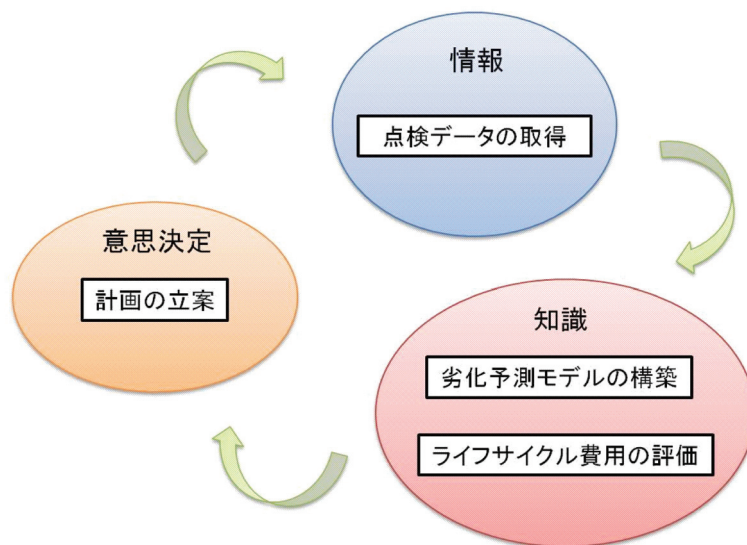 情報
点検データの取得
意思決定
計画の立案
知識
劣化予測モデルの構築
ライフサイクル費用の評価